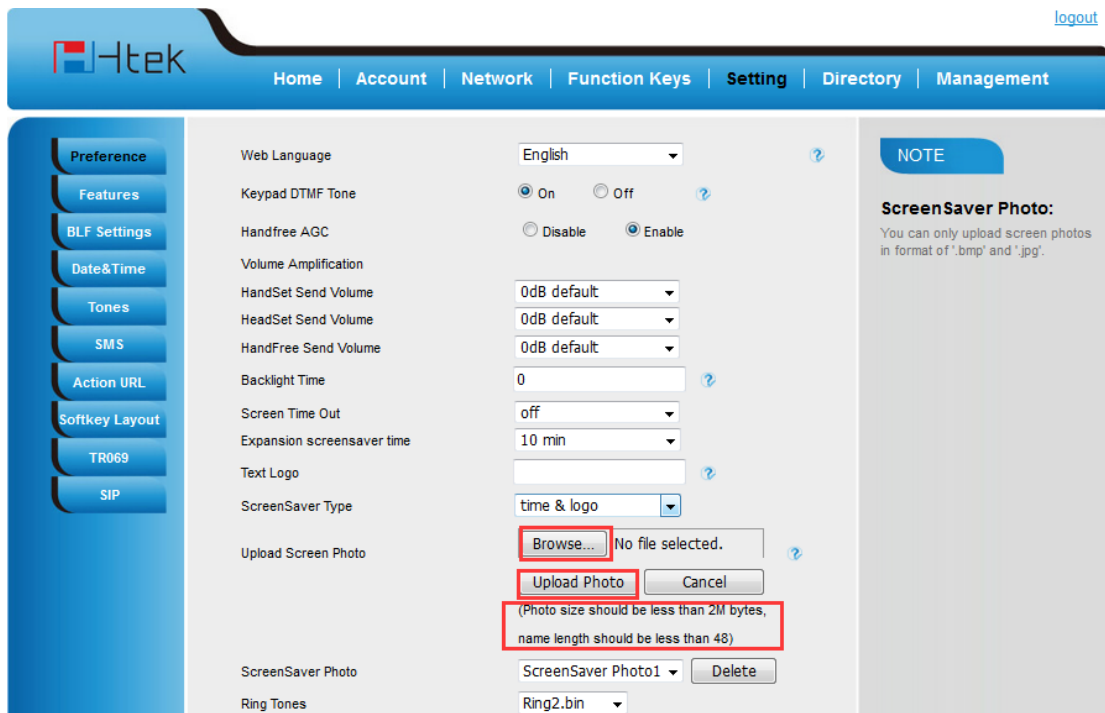 logout
Htek
Home Account Network Function Keys Setting Directory Management
Preference
Features
BLF Settings
Date&Time
Tones
SMS
Action URL
Softkey Layout
TR069
SIP
Web Language English
Keypad DTMF Tone On Off
Handfree AGC Disable Enable
Volume Amplification
HandSet Send Volume 0dB default
HeadSet Send Volume 0dB default
HandFree Send Volume 0dB default
Backlight Time 0
Screen Time Out off
Expansion screensaver time 10 min
Text Logo
ScreenSaver Type time & logo
Upload Screen Photo Browse... No file selected.
Upload Photo Cancel
(Photo size should be less than 2M bytes,
name length should be less than 48)
ScreenSaver Photo ScreenSaver Photo1 Delete
Ring Tones Ring2.bin
NOTE
ScreenSaver Photo:
You can only upload screen photos
in format of '.bmp' and '.jpg'.